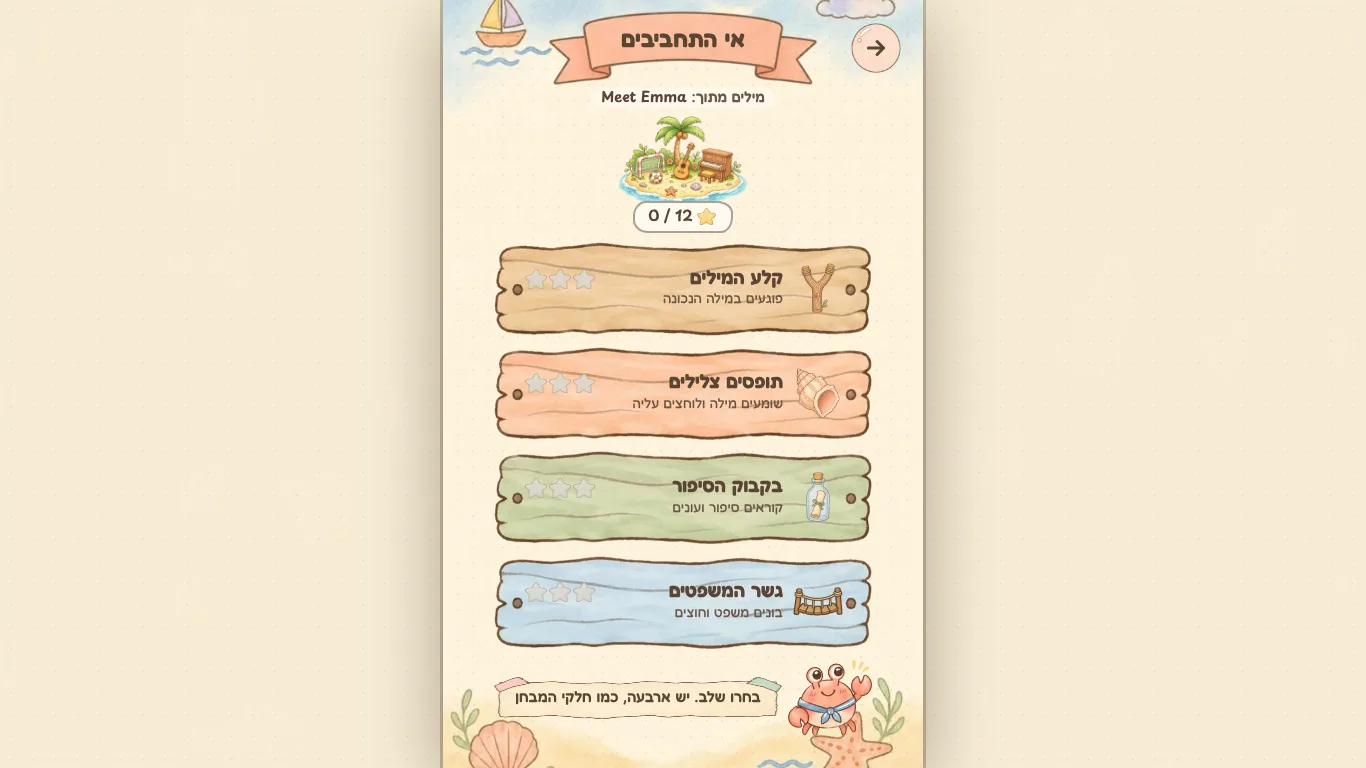 אי התחביבים
מילים מתוך: Meet Emma
0 / 12
קלע המילים
פוגעים במילה הנכונה
תופסים צלילים
שומעים מילה ולוחצים עליה
בקבוק הסיפור
קוראים סיפור ועונים
גשר המשפטים
בונים משפט וחוצים
בחרו שלב. יש ארבעה, כמו חלקי המבחן